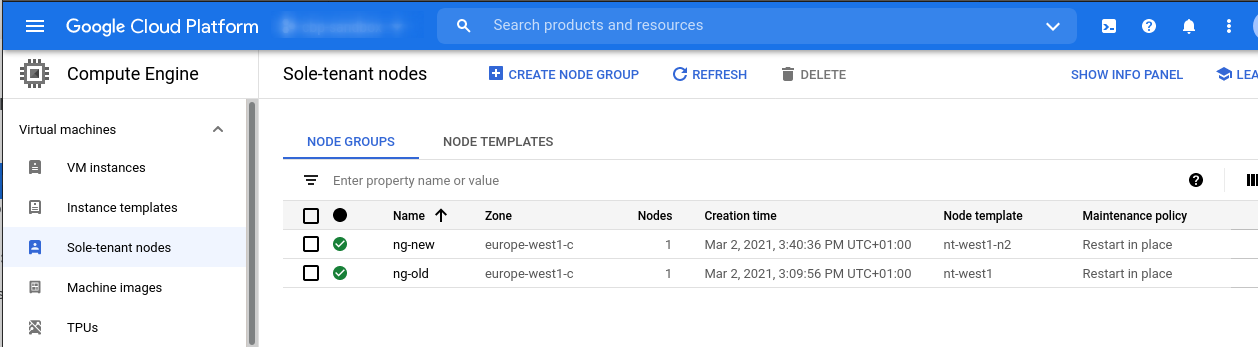 Google Cloud Platform
Search products and resources
Compute Engine
Sole-tenant nodes
CREATE NODE GROUP
REFRESH
DELETE
SHOW INFO PANEL
LEA
Virtual machines
VM instances
Instance templates
Sole-tenant nodes
Machine images
TPUs
NODE GROUPS NODE TEMPLATES
Enter property name or value
Name Zone Nodes Creation time Node template Maintenance policy
ng-new europe-west1-c 1 Mar 2, 2021, 3:40:36 PM UTC+01:00 nt-west1-n2 Restart in place
ng-old europe-west1-c 1 Mar 2, 2021, 3:09:56 PM UTC+01:00 nt-west1 Restart in place